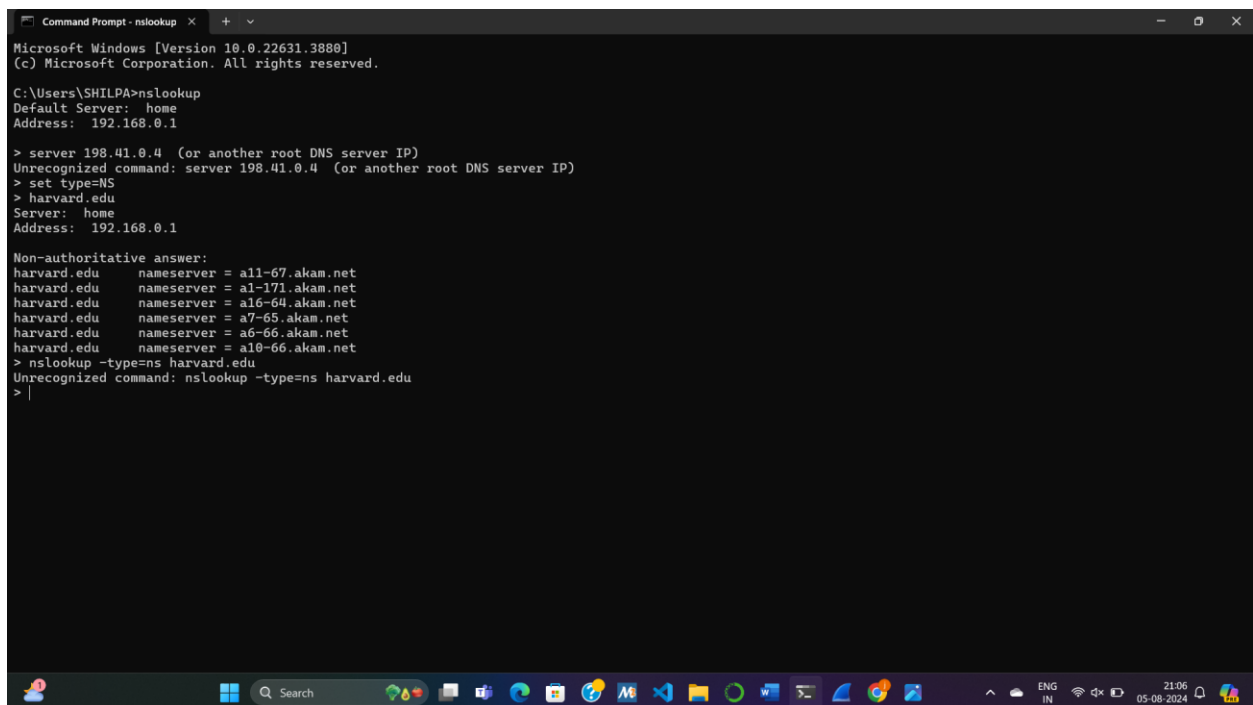 Command Prompt - nslookup
Microsoft Windows [Version 10.0.22631.3880]
(c) Microsoft Corporation. All rights reserved.
C:\Users\SHILPA>nslookup
Default Server:  home
Address:  192.168.0.1
> server 198.41.0.4  (or another root DNS server IP)
Unrecognized command: server 198.41.0.4  (or another root DNS server IP)
> set type=NS
> harvard.edu
Server:  home
Address:  192.168.0.1
Non-authoritative answer:
harvard.edu     nameserver = a11-67.akam.net
harvard.edu     nameserver = a1-171.akam.net
harvard.edu     nameserver = a16-64.akam.net
harvard.edu     nameserver = a7-65.akam.net
harvard.edu     nameserver = a6-66.akam.net
harvard.edu     nameserver = a10-66.akam.net
> nslookup -type=ns harvard.edu
Unrecognized command: nslookup -type=ns harvard.edu
>
1
Search
ENG
IN
21:06
05-08-2024